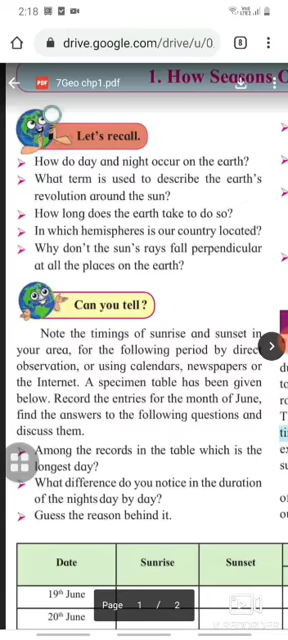 2:18
drive.google.com/drive/u/0
8
7Geo chp1.pdf
1. How Seasons O
Let's recall.
➤ How do day and night occur on the earth?
➤ What term is used to describe the earth's
revolution around the sun?
➤ How long does the earth take to do so?
➤ In which hemispheres is our country located?
➤ Why don't the sun's rays fall perpendicular
at all the places on the earth?
Can you tell?
Note the timings of sunrise and sunset in
your area, for the following period by direct
observation, or using calendars, newspapers or
the Internet. A specimen table has been given
below. Record the entries for the month of June,
find the answers to the following questions and
discuss them.
➤ Among the records in the table which is the
longest day?
➤ What difference do you notice in the duration
of the nights day by day?
➤ Guess the reason behind it.
Date Sunrise Sunset
19th June
20th June
Page 1 / 2